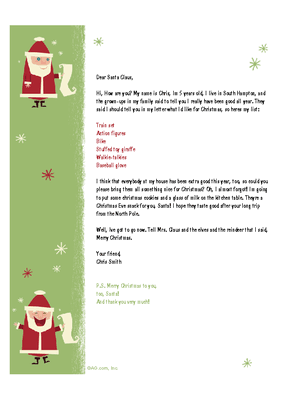 Dear Santa Claus,
Hi, How are you? My name is Chris, Im 5 years old, I live in South Hampton, and
the grown-ups in my family said to tell you I really have been good all year. They
said I should tell you in my letter what I'd like for Christmas, so heres my list:
Train set
Action figures
Bike
Stuffed toy giraffe
Walkie-talkies
Baseball glove
I think that everybody at my house has been extra good this year, too, so could you
please bring them all something nice for Christmas? Oh, I almost forgot! Im going
to put some christmas cookies and a glass of milk on the kitchen table. Theyre a
Christmas Eve snack for you, Santa! I hope they taste good after your long trip
from the North Pole.
Well, Ive got to go now. Tell Mrs. Claus and the elves and the reindeer that I said,
Merry Christmas.
Your friend,
Chris Smith
P.S. Merry Christmas to you,
too, Santa!
And thank you very much!